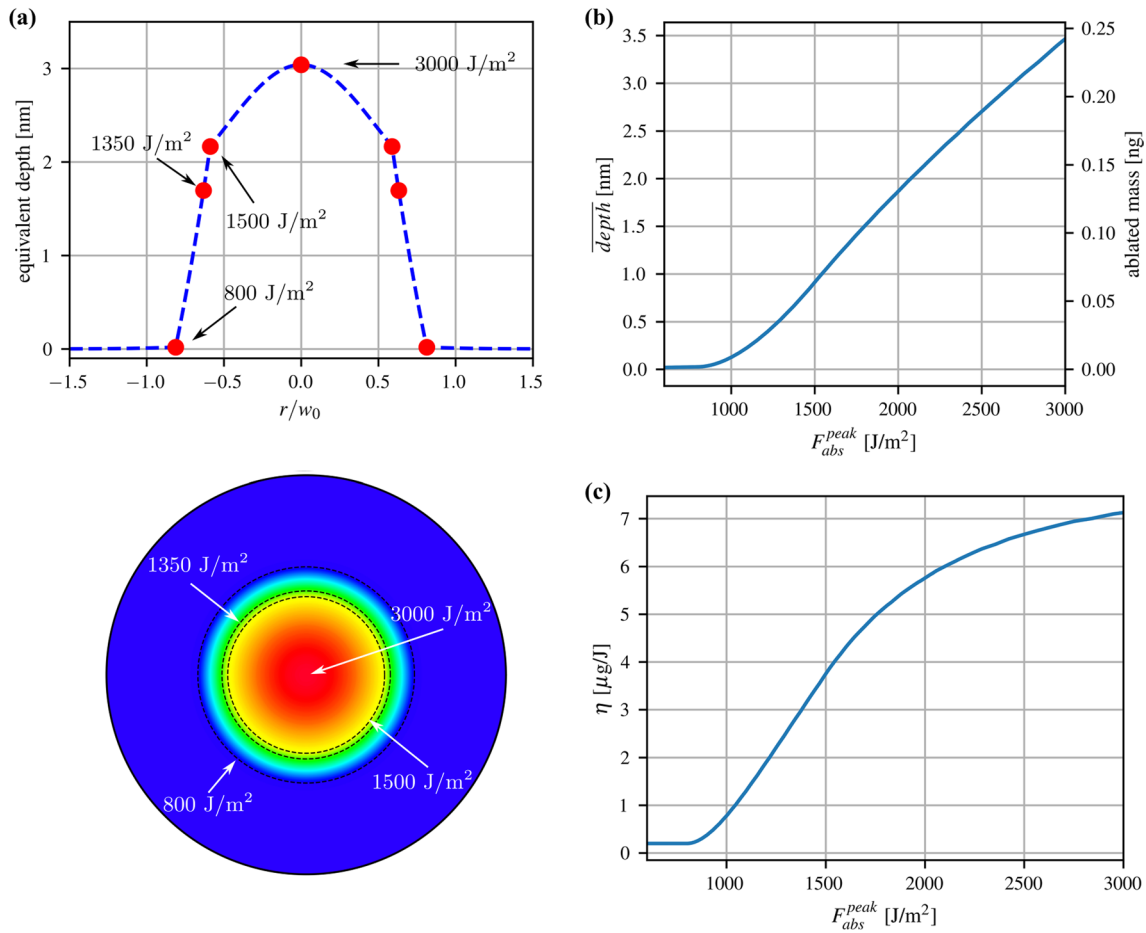 (a)
equivalent depth [nm]
3
2
1
0
3000 J/m²
1350 J/m²
1500 J/m²
800 J/m²
−1.5
−1.0
−0.5
0.0
0.5
1.0
1.5
r/w₀
1350 J/m²
3000 J/m²
1500 J/m²
800 J/m²
(b)
3.5
3.0
2.5
2.0
1.5
1.0
0.5
0.0
depth [nm]
0.25
0.20
0.15
0.10
0.05
0.00
ablated mass [ng]
1000
1500
2000
2500
3000
F_{abs}^{peak} [J/m²]
(c)
7
6
5
4
3
2
1
0
η [μg/J]
1000
1500
2000
2500
3000
F_{abs}^{peak} [J/m²]